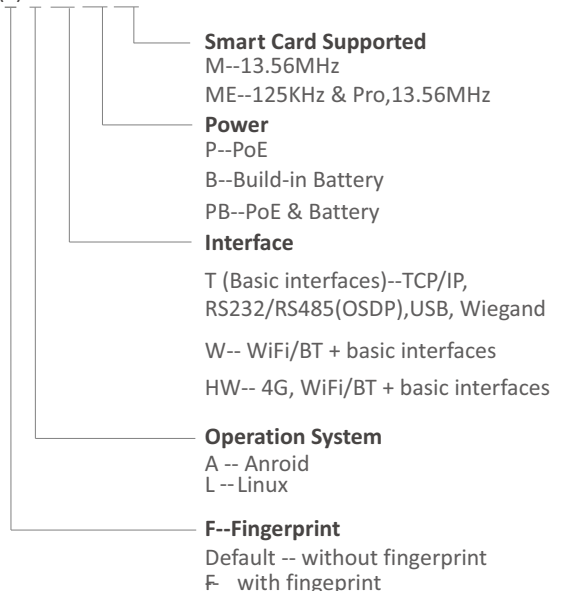 Smart Card Supported
M--13.56MHz
ME--125KHz & Pro,13.56MHz
Power
P--PoE
B--Build-in Battery
PB--PoE & Battery
Interface
T (Basic interfaces)--TCP/IP,
RS232/RS485(OSDP),USB, Wiegand
W-- WiFi/BT + basic interfaces
HW-- 4G, WiFi/BT + basic interfaces
Operation System
A -- Anroid
L --Linux
F--Fingerprint
Default -- without fingerprint
F- with fingeprint